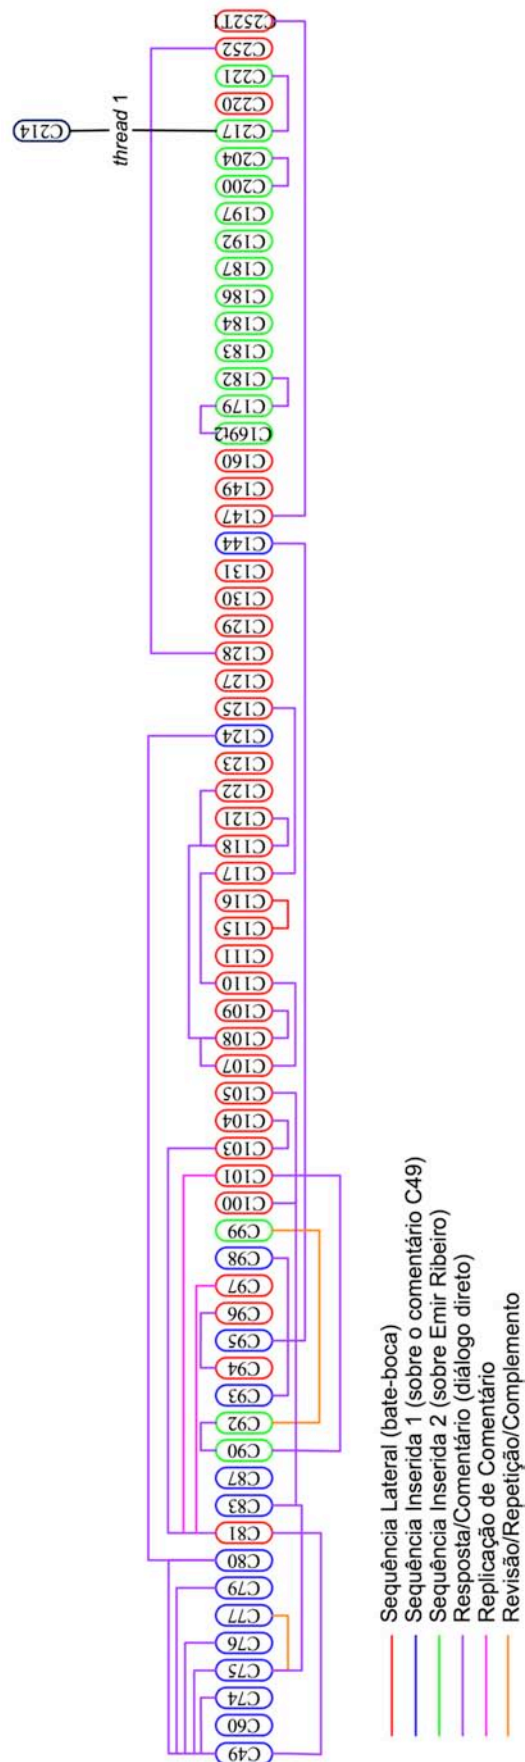 C252T1
C252
C221
C220
C217
C214
thread 1
C204
C200
C197
C192
C187
C186
C184
C183
C182
C179
C169t2
C160
C149
C147
C144
C131
C130
C129
C128
C127
C125
C124
C123
C122
C121
C118
C117
C116
C115
C111
C110
C109
C108
C107
C105
C104
C103
C101
C100
C99
C98
C97
C96
C95
C94
C93
C92
C90
C87
C83
C81
C80
C79
C77
C76
C75
C74
C60
C49
Sequência Lateral (bate-boca)
Sequência Inserida 1 (sobre o comentário C49)
Sequência Inserida 2 (sobre Emir Ribeiro)
Resposta/Comentário (diálogo direto)
Replicação de Comentário
Revisão/Repetição/Complemento